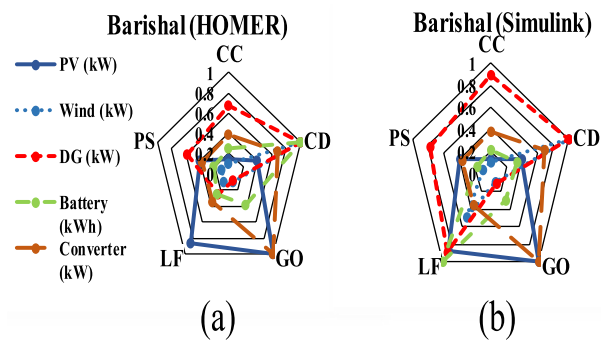 Barishal (HOMER)
Barishal (Simulink)
PV (kW)
Wind (kW)
DG (kW)
Battery
(kWh)
Converter
(kW)
CC
1
0.8
0.6
0.4
0.2
0
PS
CD
LF
GO
CC
1
0.8
0.6
0.4
0.2
0
PS
CD
LF
GO
(a)
(b)